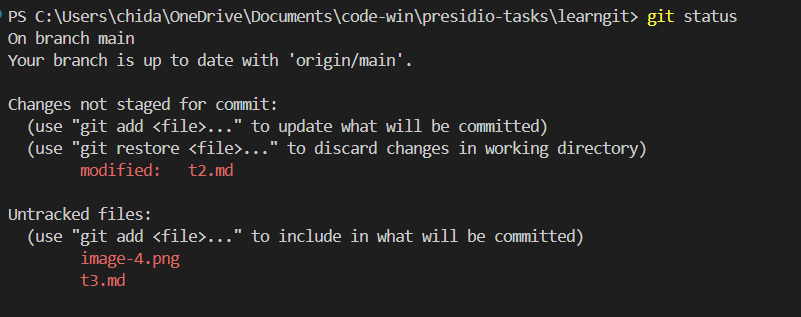 PS C:\Users\chida\OneDrive\Documents\code-win\presidio-tasks\learngit> git status
On branch main
Your branch is up to date with 'origin/main'.

Changes not staged for commit:
  (use "git add <file>..." to update what will be committed)
  (use "git restore <file>..." to discard changes in working directory)
        modified:   t2.md

Untracked files:
  (use "git add <file>..." to include in what will be committed)
        image-4.png
        t3.md